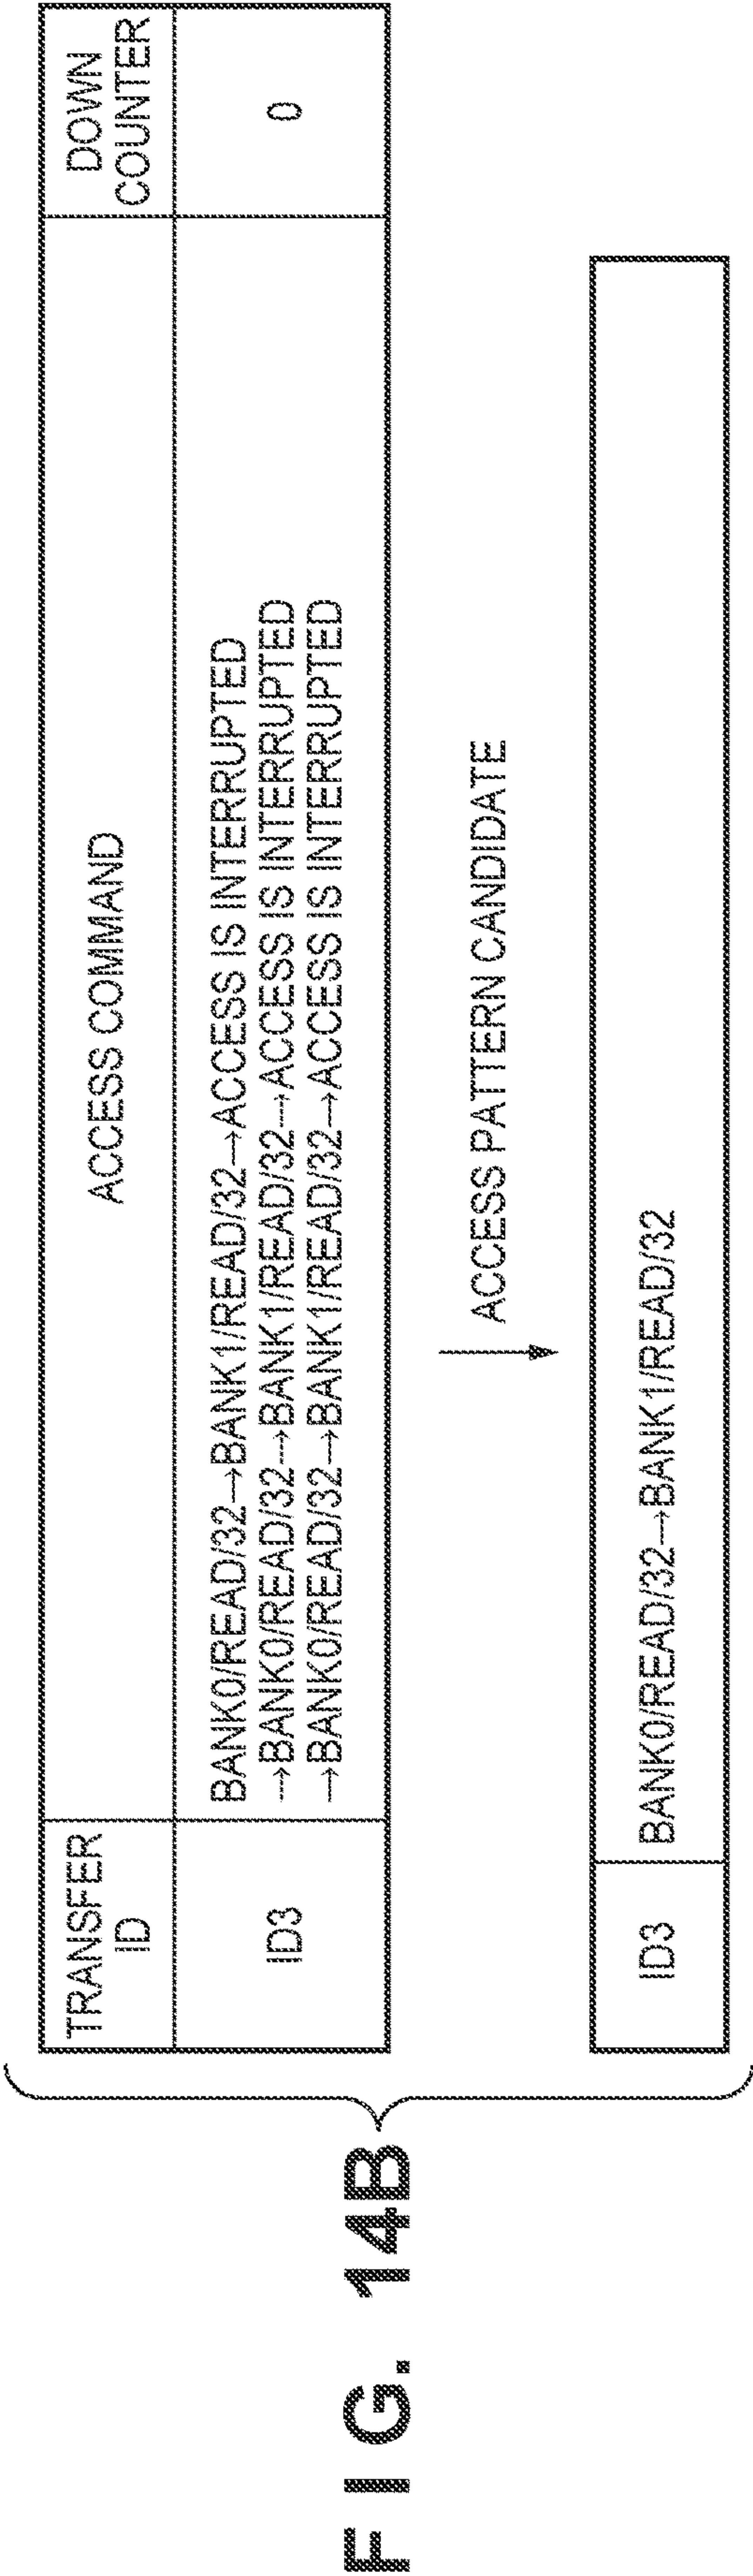 FIG. 14B
TRANSFER
ID
ACCESS COMMAND
DOWN
COUNTER
ID3
BANK0/READ/32→BANK1/READ/32→ACCESS IS INTERRUPTED
→BANK0/READ/32→BANK1/READ/32→ACCESS IS INTERRUPTED
→BANK0/READ/32→BANK1/READ/32→ACCESS IS INTERRUPTED
0
ACCESS PATTERN CANDIDATE
ID3
BANK0/READ/32→BANK1/READ/32